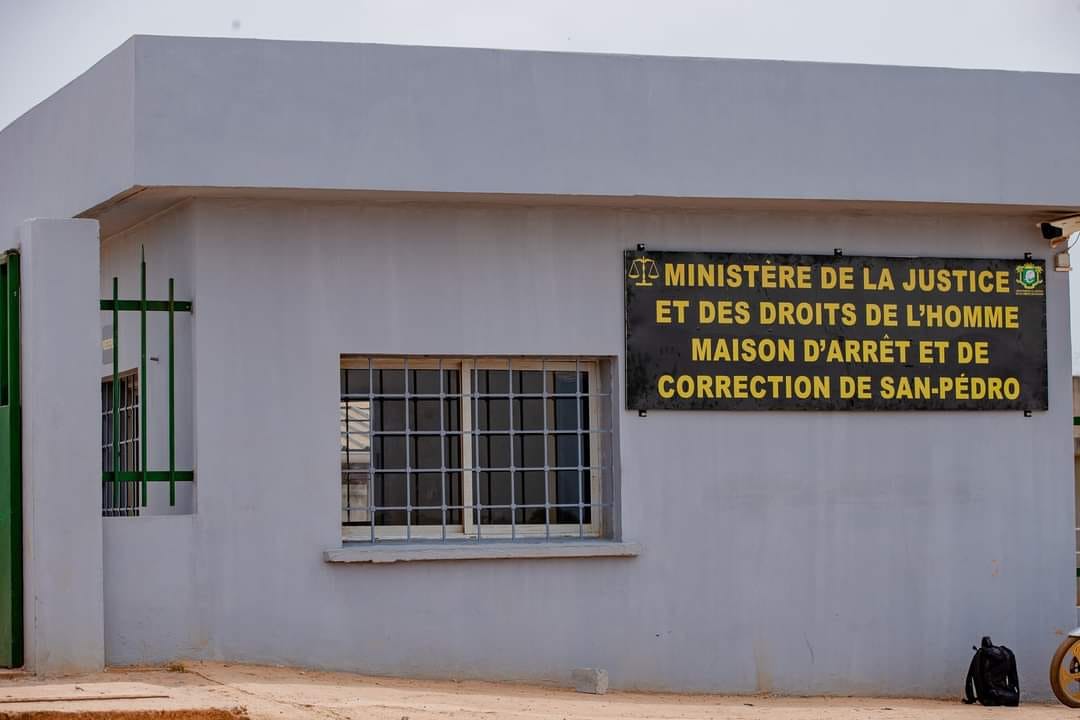 MINISTÈRE DE LA JUSTICE
ET DES DROITS DE L'HOMME
MAISON D'ARRÊT ET DE
CORRECTION DE SAN-PÉDRO